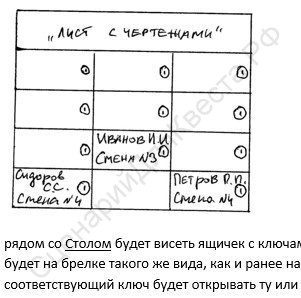 „ЛИСТ С ЧЕРТЕЖАМИ“
① ① ①
① ① ①
ИВАНОВ И.И. СМЕНА №3 ①
Сидоров С.С. Смена №4 ①
ПЕТРОВ П.П. Смена №4 ①
рядом со Столом будет висеть ящичек с ключам
будет на брелке такого же вида, как и ранее на
соответствующий ключ будет открывать ту или
СценарийДляКвеста.рф